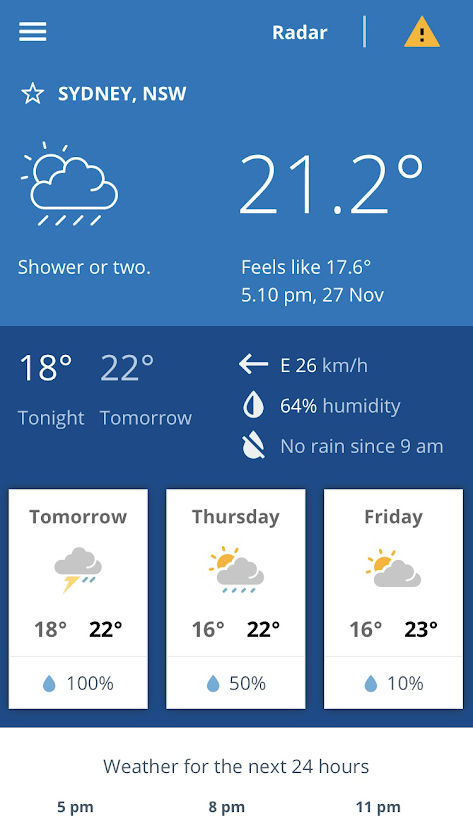 Radar
SYDNEY, NSW
21.2°
Shower or two.
Feels like 17.6°
5.10 pm, 27 Nov
18° 22°
Tonight Tomorrow
E 26 km/h
64% humidity
No rain since 9 am
Tomorrow Thursday Friday
18° 22° 16° 22° 16° 23°
100% 50% 10%
Weather for the next 24 hours
5 pm 8 pm 11 pm